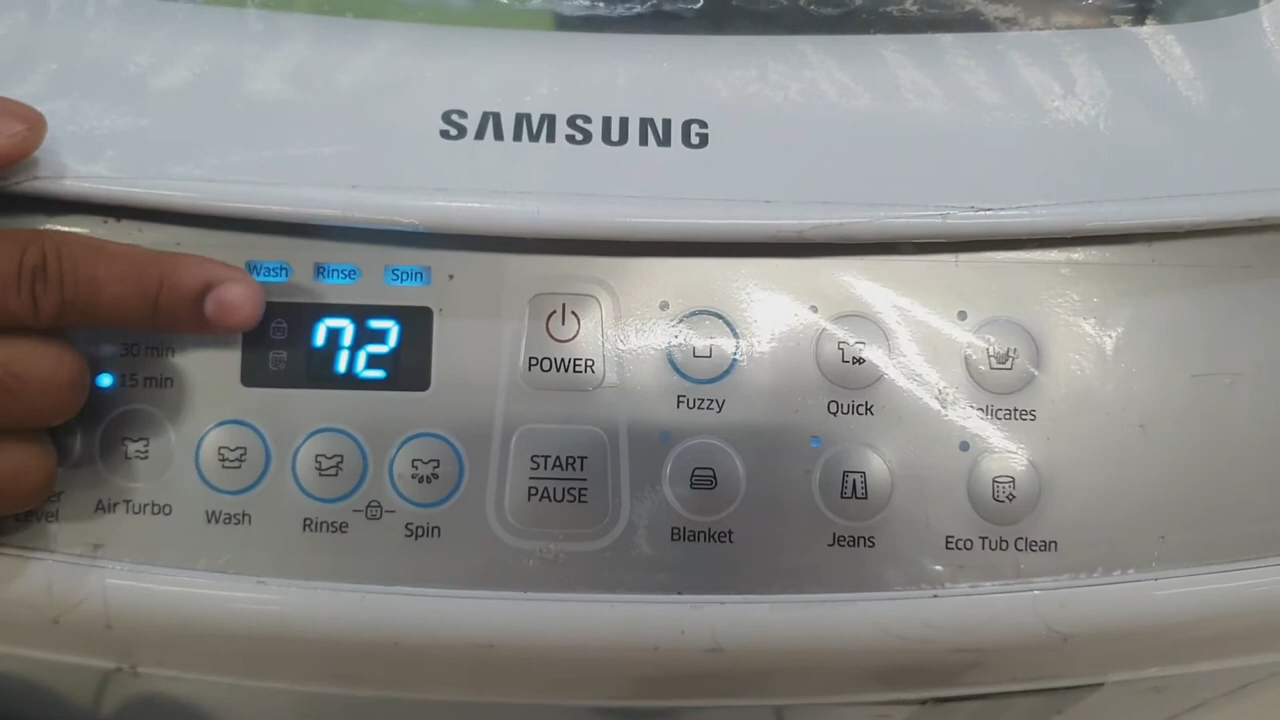 SAMSUNG
Wash Rinse Spin
72
30 min
15 min
POWER
START
PAUSE
Fuzzy
Quick
Blanket
Jeans
Eco Tub Clean
Air Turbo
Wash
Rinse
Spin
Level